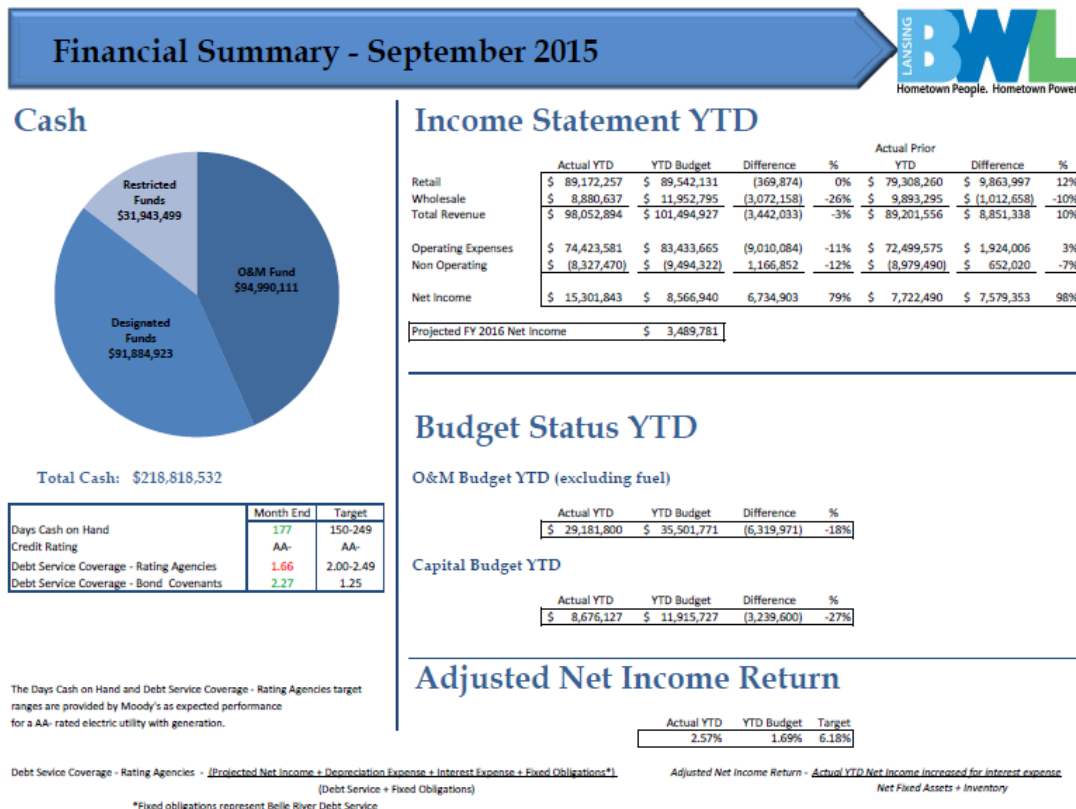 Financial Summary - September 2015
LANSING
BWL
Hometown People. Hometown Power
Cash
Restricted
Funds
$31,943,499
O&M Fund
$94,990,111
Designated
Funds
$91,884,923
Total Cash: $218,818,532
Month End Target
Days Cash on Hand 177 150-249
Credit Rating AA- AA-
Debt Service Coverage - Rating Agencies 1.66 2.00-2.49
Debt Service Coverage - Bond Covenants 2.27 1.25
The Days Cash on Hand and Debt Service Coverage - Rating Agencies target
ranges are provided by Moody's as expected performance
for a AA- rated electric utility with generation.
Income Statement YTD
Actual Prior
Actual YTD YTD Budget Difference % YTD Difference %
Retail $ 89,172,257 $ 89,542,131 (369,874) 0% $ 79,308,260 $ 9,863,997 12%
Wholesale $ 8,880,637 $ 11,952,795 (3,072,158) -26% $ 9,893,295 $ (1,012,658) -10%
Total Revenue $ 98,052,894 $ 101,494,927 (3,442,033) -3% $ 89,201,556 $ 8,851,338 10%
Operating Expenses $ 74,423,581 $ 83,433,665 (9,010,084) -11% $ 72,499,575 $ 1,924,006 3%
Non Operating $ (8,327,470) $ (9,494,322) 1,166,852 -12% $ (8,979,490) $ 652,020 -7%
Net Income $ 15,301,843 $ 8,566,940 6,734,903 79% $ 7,722,490 $ 7,579,353 98%
Projected FY 2016 Net Income $ 3,489,781
Budget Status YTD
O&M Budget YTD (excluding fuel)
Actual YTD YTD Budget Difference %
$ 29,181,800 $ 35,501,771 (6,319,971) -18%
Capital Budget YTD
Actual YTD YTD Budget Difference %
$ 8,676,127 $ 11,915,727 (3,239,600) -27%
Adjusted Net Income Return
Actual YTD YTD Budget Target
2.57% 1.69% 6.18%
Debt Sevice Coverage - Rating Agencies - (Projected Net Income + Depreciation Expense + Interest Expense + Fixed Obligations*)
(Debt Service + Fixed Obligations)
*Fixed obligations represent Belle River Debt Service
Adjusted Net Income Return - Actual YTD Net Income increased for interest expense
Net Fixed Assets + Inventory